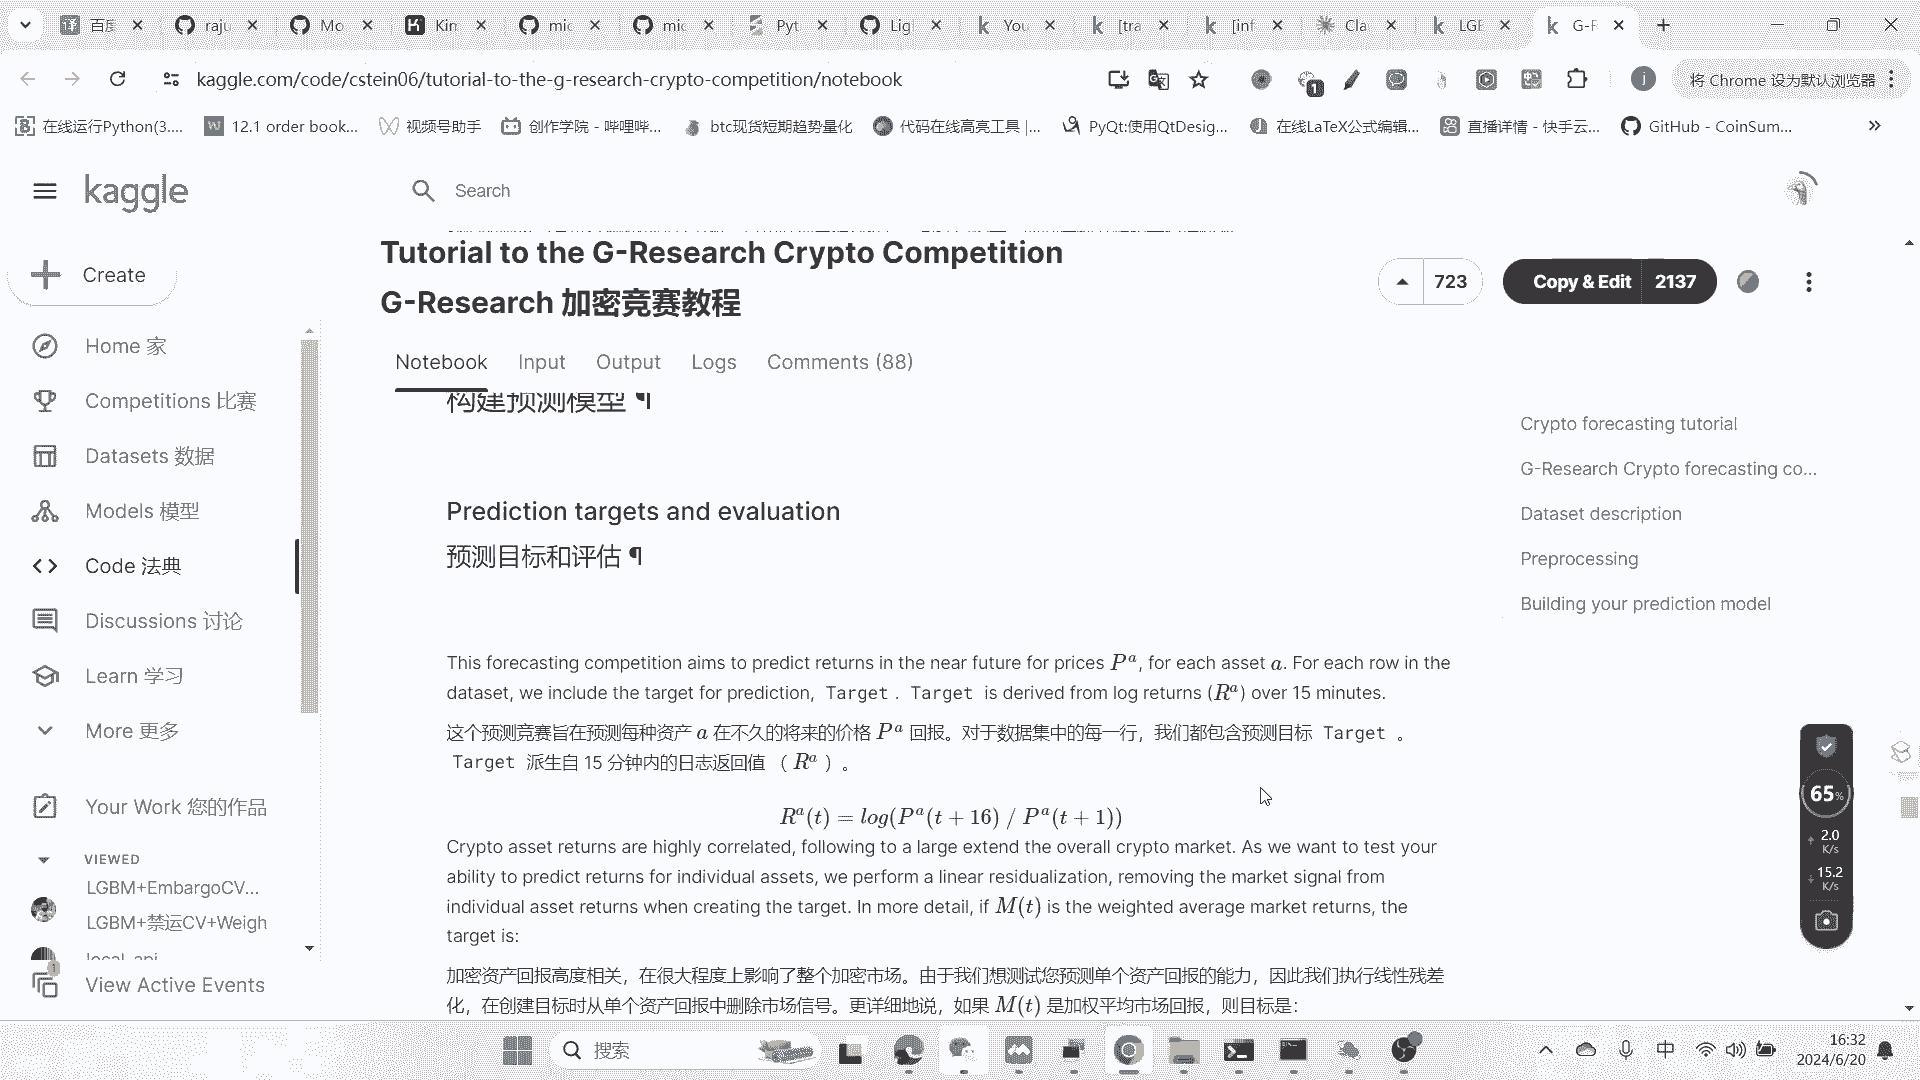 百度
raju
Mo
Kin
mic
mic
Pyt
Ligl
You
[tra
[inf
Cla
LGE
G-F
kaggle.com/code/cstein06/tutorial-to-the-g-research-crypto-competition/notebook
1
j
将 Chrome 设为默认浏览器
在线运行Python(3....
12.1 order book...
视频号助手
创作学院 - 哔哩哔...
btc现货短期趋势量化
代码在线高亮工具 |...
PyQt:使用QtDesig...
在线LaTeX公式编辑...
直播详情 - 快手云...
GitHub - CoinSum...
kaggle
Search
Create
Home 家
Competitions 比赛
Datasets 数据
Models 模型
Code 法典
Discussions 讨论
Learn 学习
More 更多
Your Work 您的作品
VIEWED
LGBM+EmbargoCV...
LGBM+禁运CV+Weigh
local_api
1
View Active Events
Tutorial to the G-Research Crypto Competition
G-Research 加密竞赛教程
723
Copy & Edit
2137
Notebook
Input
Output
Logs
Comments (88)
构建预测模型 ¶
Prediction targets and evaluation
预测目标和评估 ¶
This forecasting competition aims to predict returns in the near future for prices Pᵃ, for each asset a. For each row in the
dataset, we include the target for prediction, Target . Target is derived from log returns (Rᵃ) over 15 minutes.
这个预测竞赛旨在预测每种资产 a 在不久的将来的价格 Pᵃ 回报。对于数据集中的每一行，我们都包含预测目标 Target 。
Target 派生自 15 分钟内的日志返回值 （ Rᵃ ） 。
Rᵃ(t) = log(Pᵃ(t + 16) / Pᵃ(t + 1))
Crypto asset returns are highly correlated, following to a large extend the overall crypto market. As we want to test your
ability to predict returns for individual assets, we perform a linear residualization, removing the market signal from
individual asset returns when creating the target. In more detail, if M(t) is the weighted average market returns, the
target is:
加密资产回报高度相关，在很大程度上影响了整个加密市场。由于我们想测试您预测单个资产回报的能力，因此我们执行线性残差
化，在创建目标时从单个资产回报中删除市场信号。更详细地说，如果 M(t) 是加权平均市场回报，则目标是：
Crypto forecasting tutorial
G-Research Crypto forecasting co...
Dataset description
Preprocessing
Building your prediction model
65%
2.0
K/s
15.2
K/s
搜索
中
16:32
2024/6/20